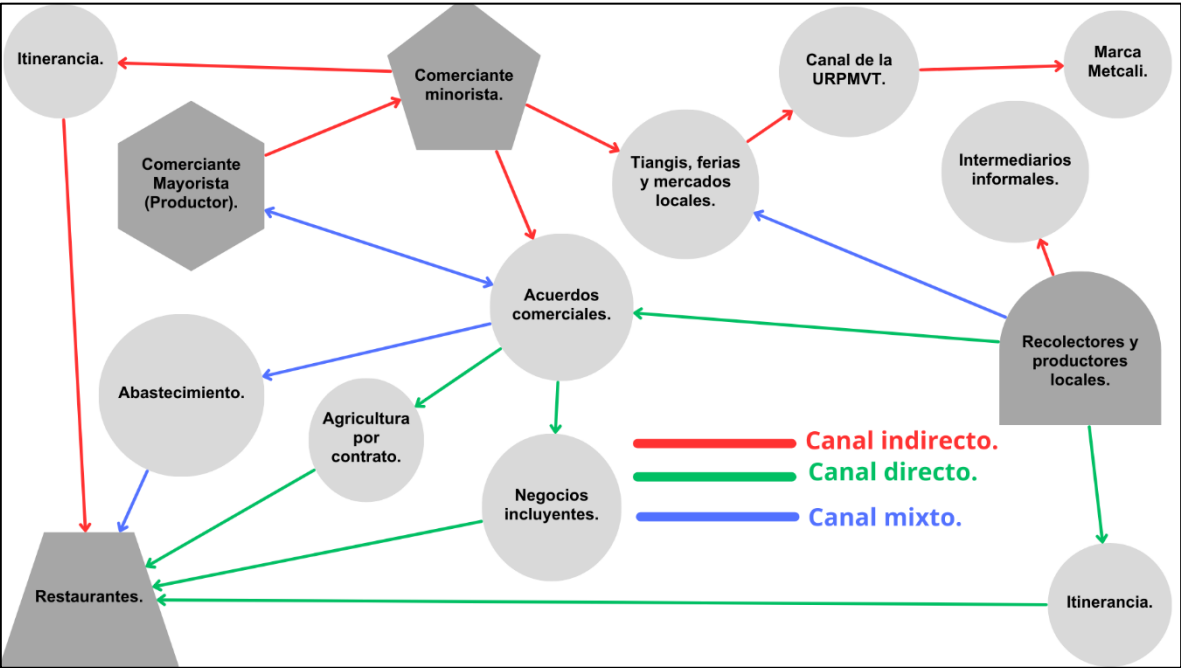 Itinerancia.
Comerciante
minorista.
Canal de la
URPMVT.
Marca
Metcali.
Comerciante
Mayorista
(Productor).
Tiangis, ferias
y mercados
locales.
Intermediarios
informales.
Acuerdos
comerciales.
Recolectores y
productores
locales.
Abastecimiento.
Agricultura
por
contrato.
Negocios
incluyentes.
Canal indirecto.
Canal directo.
Canal mixto.
Restaurantes.
Itinerancia.